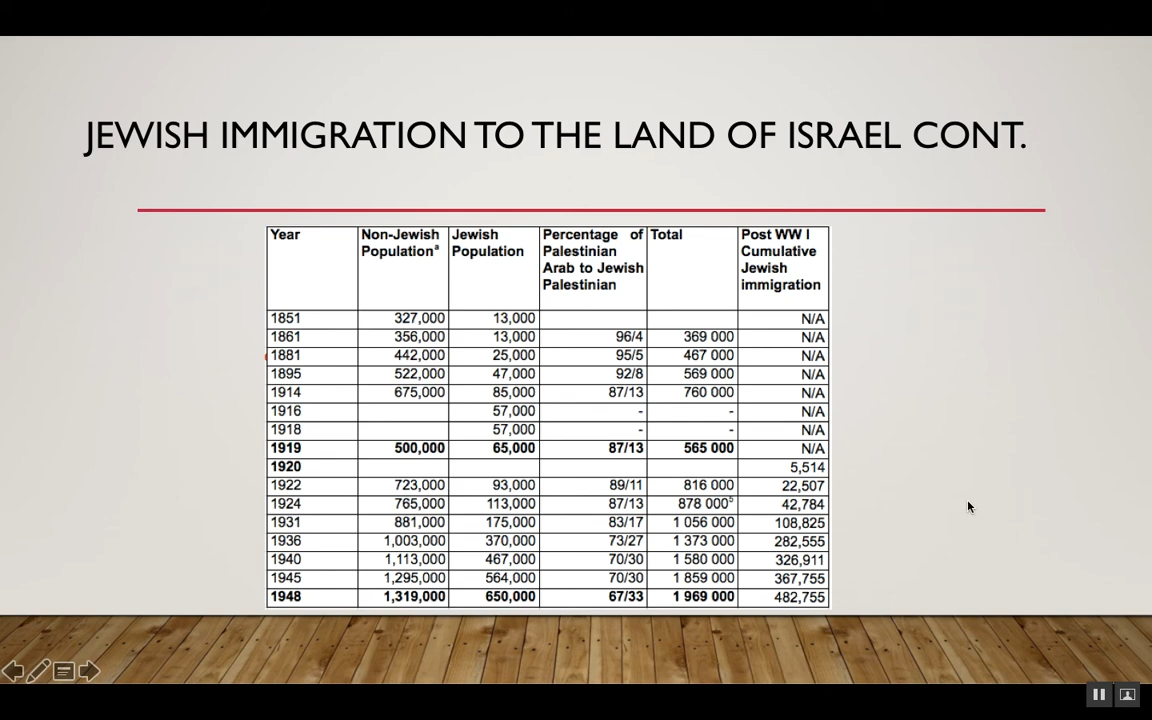 JEWISH IMMIGRATION TO THE LAND OF ISRAEL CONT.
Year Non-Jewish Populationᵃ Jewish Population Percentage of Palestinian Arab to Jewish Palestinian Total Post WW I Cumulative Jewish immigration
1851 327,000 13,000 N/A
1861 356,000 13,000 96/4 369 000 N/A
1881 442,000 25,000 95/5 467 000 N/A
1895 522,000 47,000 92/8 569 000 N/A
1914 675,000 85,000 87/13 760 000 N/A
1916 57,000 - - N/A
1918 57,000 - - N/A
1919 500,000 65,000 87/13 565 000 N/A
1920 5,514
1922 723,000 93,000 89/11 816 000 22,507
1924 765,000 113,000 87/13 878 000⁵ 42,784
1931 881,000 175,000 83/17 1 056 000 108,825
1936 1,003,000 370,000 73/27 1 373 000 282,555
1940 1,113,000 467,000 70/30 1 580 000 326,911
1945 1,295,000 564,000 70/30 1 859 000 367,755
1948 1,319,000 650,000 67/33 1 969 000 482,755